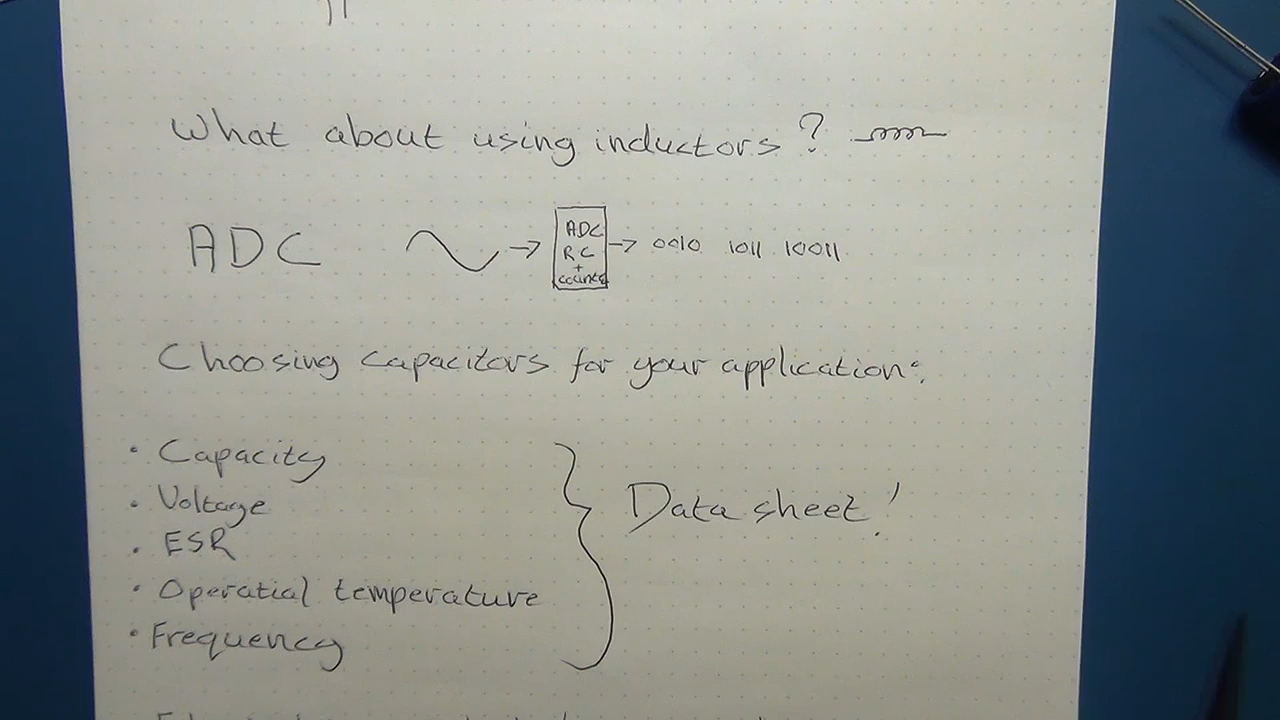 What about using inductors?
ADC
ADC
RC
+
→ 0010 1011 10011
Choosing capacitors for your application:
• Capacity
• Voltage
• ESR
• Operatial temperature
• Frequency
Data sheet!